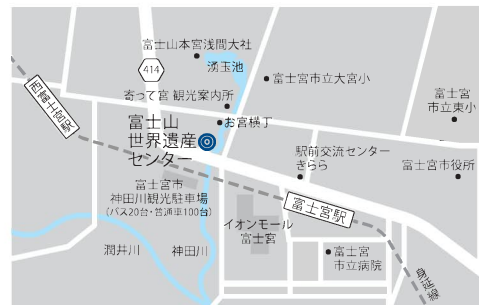 富士山本宮浅間大社
414
湧玉池
富士宮市立大宮小
西富士宮駅
寄って宮 観光案内所
富士宮
市立東小
お宮横丁
富士山
世界遺産
センター
駅前交流センター
きらら
富士宮市役所
富士宮市
神田川観光駐車場
(バス20台・普通車100台)
富士宮駅
イオンモール
富士宮
潤井川
神田川
富士宮
市立病院
身延線